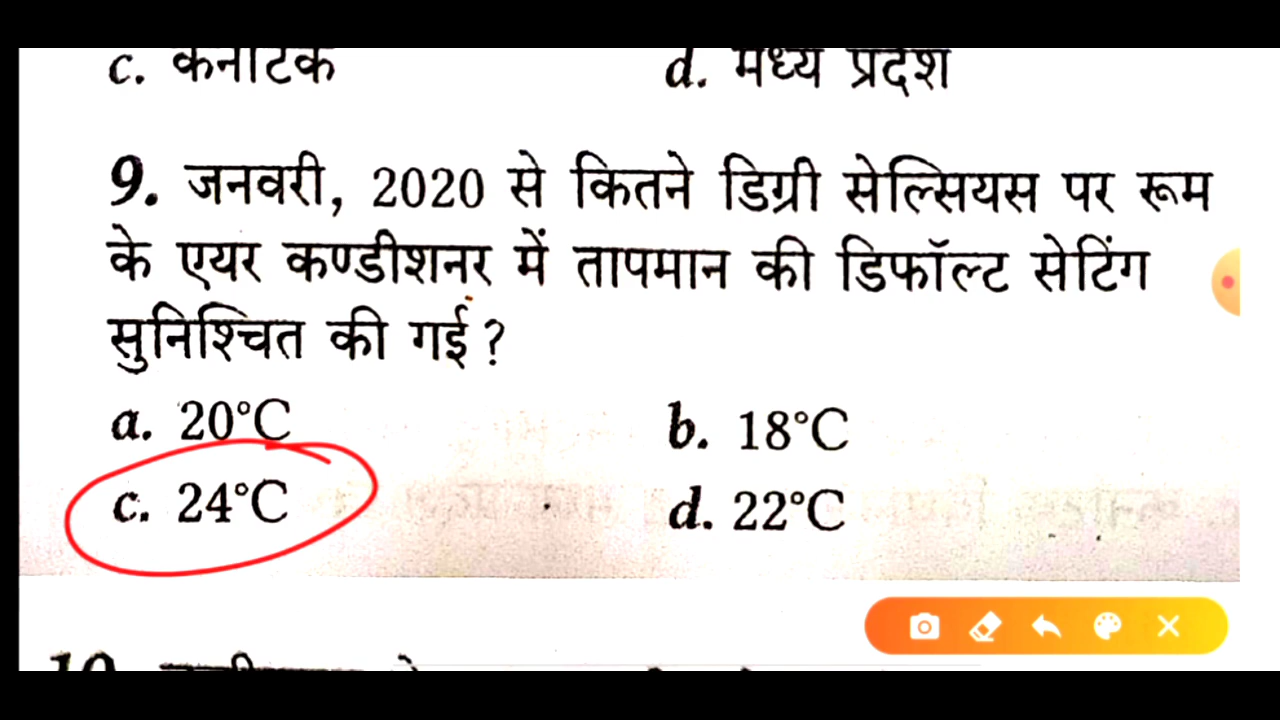 c. कर्नाटक d. मध्य प्रदेश
9. जनवरी, 2020 से कितने डिग्री सेल्सियस पर रूम
के एयर कण्डीशनर में तापमान की डिफॉल्ट सेटिंग
सुनिश्चित की गई?
a. 20°C b. 18°C
c. 24°C d. 22°C
10.